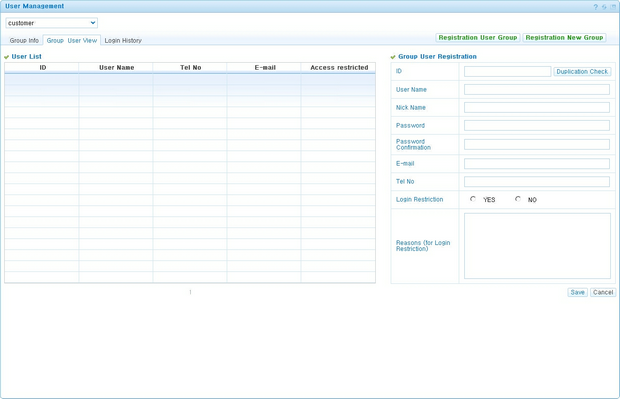 User Management
customer
Group Info Group User View Login History
Registration User Group Registration New Group
User List
ID User Name Tel No E-mail Access restricted
Group User Registration
ID Duplication Check
User Name
Nick Name
Password
Password
Confirmation
E-mail
Tel No
Login Restriction YES NO
Reasons (for Login
Restriction)
Save Cancel